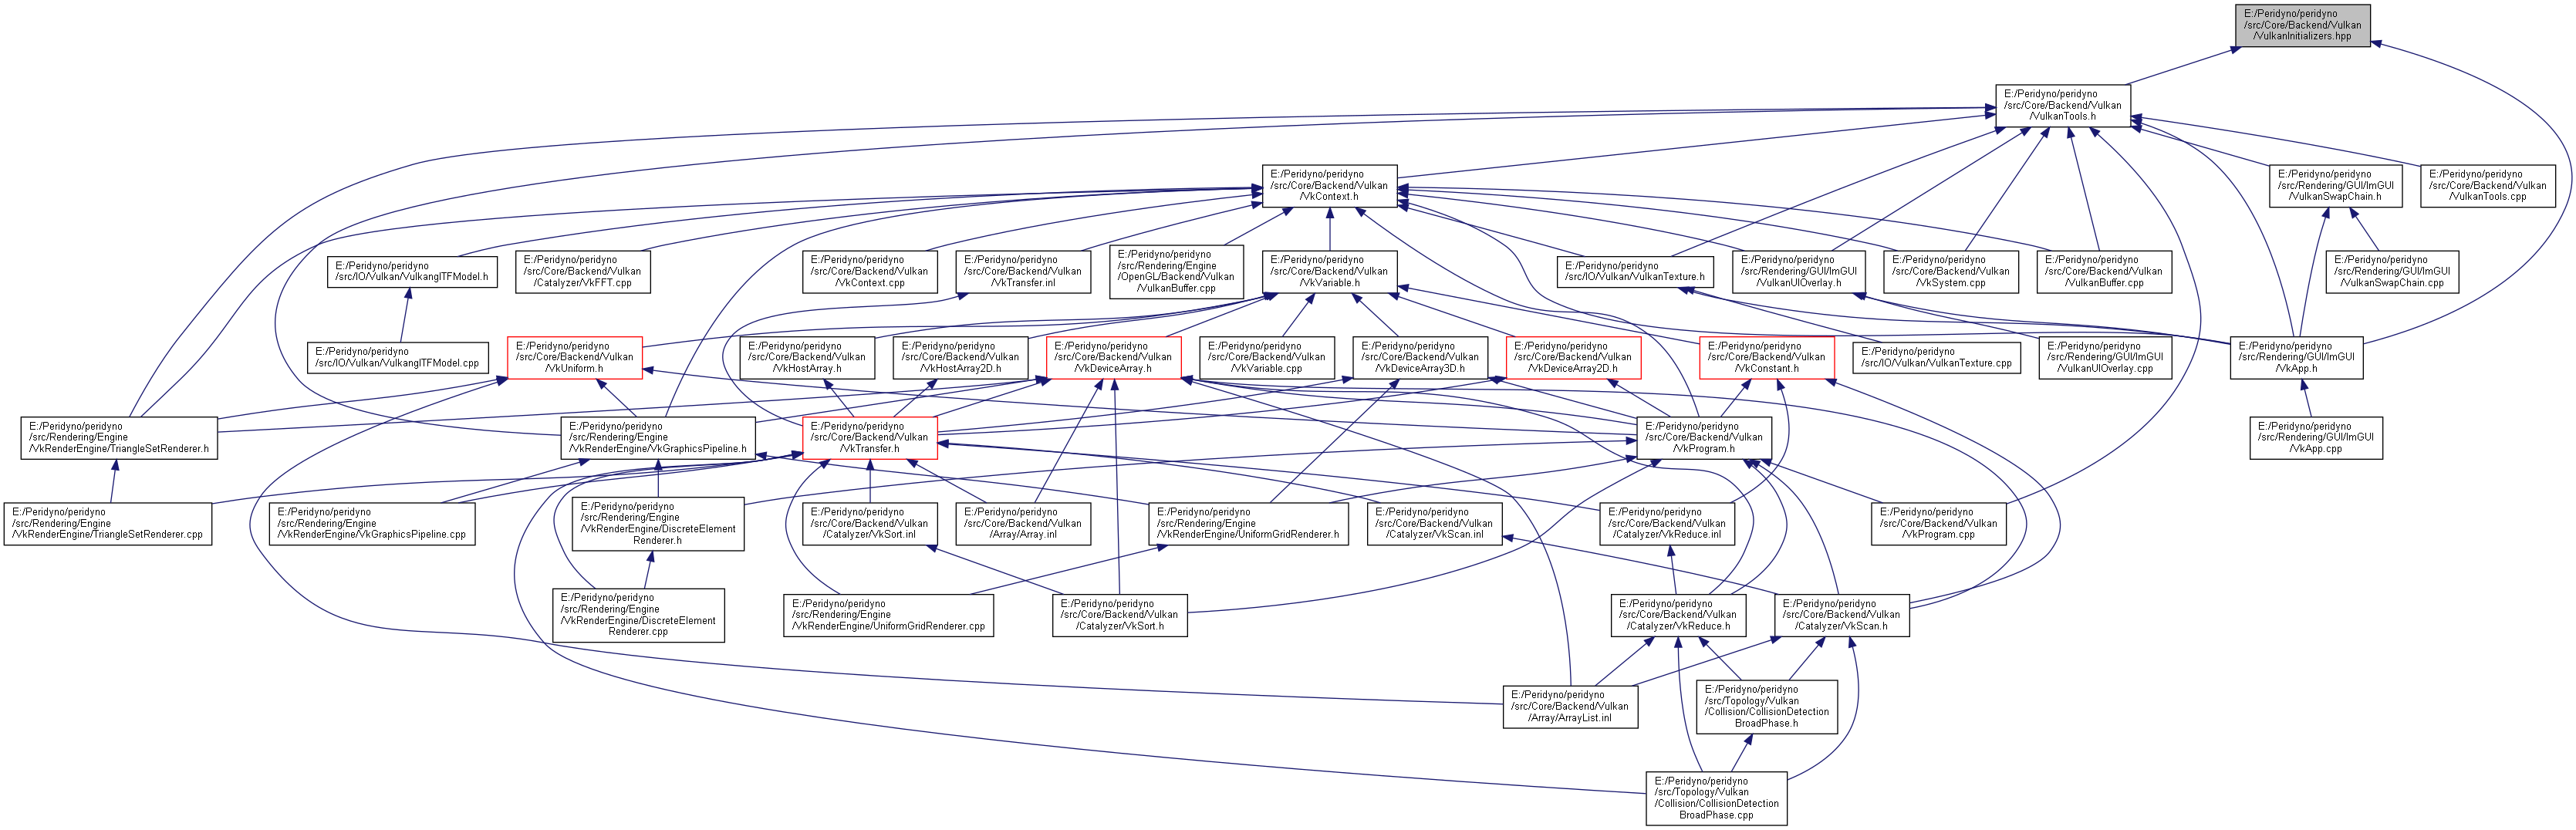 E:/Peridyno/peridyno
/src/Core/Backend/Vulkan
/VulkanInitializers.hpp
E:/Peridyno/peridyno
/src/Core/Backend/Vulkan
/VulkanTools.h
E:/Peridyno/peridyno
/src/Core/Backend/Vulkan
/VkContext.h
E:/Peridyno/peridyno
/src/Rendering/GUI/ImGUI
/VulkanSwapChain.h
E:/Peridyno/peridyno
/src/Core/Backend/Vulkan
/VulkanTools.cpp
E:/Peridyno/peridyno
/src/IO/Vulkan/VulkanglTFModel.h
E:/Peridyno/peridyno
/src/Core/Backend/Vulkan
/Catalyzer/VkFFT.cpp
E:/Peridyno/peridyno
/src/Core/Backend/Vulkan
/VkContext.cpp
E:/Peridyno/peridyno
/src/Core/Backend/Vulkan
/VkTransfer.inl
E:/Peridyno/peridyno
/src/Rendering/Engine
/OpenGL/Backend/Vulkan
/VulkanBuffer.cpp
E:/Peridyno/peridyno
/src/Core/Backend/Vulkan
/VkVariable.h
E:/Peridyno/peridyno
/src/IO/Vulkan/VulkanTexture.h
E:/Peridyno/peridyno
/src/Rendering/GUI/ImGUI
/VulkanUIOverlay.h
E:/Peridyno/peridyno
/src/Core/Backend/Vulkan
/VkSystem.cpp
E:/Peridyno/peridyno
/src/Core/Backend/Vulkan
/VulkanBuffer.cpp
E:/Peridyno/peridyno
/src/Rendering/GUI/ImGUI
/VulkanSwapChain.cpp
E:/Peridyno/peridyno
/src/IO/Vulkan/VulkanglTFModel.cpp
E:/Peridyno/peridyno
/src/Core/Backend/Vulkan
/VkUniform.h
E:/Peridyno/peridyno
/src/Core/Backend/Vulkan
/VkHostArray.h
E:/Peridyno/peridyno
/src/Core/Backend/Vulkan
/VkHostArray2D.h
E:/Peridyno/peridyno
/src/Core/Backend/Vulkan
/VkDeviceArray.h
E:/Peridyno/peridyno
/src/Core/Backend/Vulkan
/VkVariable.cpp
E:/Peridyno/peridyno
/src/Core/Backend/Vulkan
/VkDeviceArray3D.h
E:/Peridyno/peridyno
/src/Core/Backend/Vulkan
/VkDeviceArray2D.h
E:/Peridyno/peridyno
/src/Core/Backend/Vulkan
/VkConstant.h
E:/Peridyno/peridyno
/src/IO/Vulkan/VulkanTexture.cpp
E:/Peridyno/peridyno
/src/Rendering/GUI/ImGUI
/VulkanUIOverlay.cpp
E:/Peridyno/peridyno
/src/Rendering/GUI/ImGUI
/VkApp.h
E:/Peridyno/peridyno
/src/Rendering/Engine
/VkRenderEngine/TriangleSetRenderer.h
E:/Peridyno/peridyno
/src/Rendering/Engine
/VkRenderEngine/VkGraphicsPipeline.h
E:/Peridyno/peridyno
/src/Core/Backend/Vulkan
/VkTransfer.h
E:/Peridyno/peridyno
/src/Core/Backend/Vulkan
/VkProgram.h
E:/Peridyno/peridyno
/src/Rendering/GUI/ImGUI
/VkApp.cpp
E:/Peridyno/peridyno
/src/Rendering/Engine
/VkRenderEngine/TriangleSetRenderer.cpp
E:/Peridyno/peridyno
/src/Rendering/Engine
/VkRenderEngine/VkGraphicsPipeline.cpp
E:/Peridyno/peridyno
/src/Rendering/Engine
/VkRenderEngine/DiscreteElement
Renderer.h
E:/Peridyno/peridyno
/src/Core/Backend/Vulkan
/Catalyzer/VkSort.inl
E:/Peridyno/peridyno
/src/Core/Backend/Vulkan
/Array/Array.inl
E:/Peridyno/peridyno
/src/Rendering/Engine
/VkRenderEngine/UniformGridRenderer.h
E:/Peridyno/peridyno
/src/Core/Backend/Vulkan
/Catalyzer/VkScan.inl
E:/Peridyno/peridyno
/src/Core/Backend/Vulkan
/Catalyzer/VkReduce.inl
E:/Peridyno/peridyno
/src/Core/Backend/Vulkan
/VkProgram.cpp
E:/Peridyno/peridyno
/src/Rendering/Engine
/VkRenderEngine/DiscreteElement
Renderer.cpp
E:/Peridyno/peridyno
/src/Rendering/Engine
/VkRenderEngine/UniformGridRenderer.cpp
E:/Peridyno/peridyno
/src/Core/Backend/Vulkan
/Catalyzer/VkSort.h
E:/Peridyno/peridyno
/src/Core/Backend/Vulkan
/Catalyzer/VkReduce.h
E:/Peridyno/peridyno
/src/Core/Backend/Vulkan
/Catalyzer/VkScan.h
E:/Peridyno/peridyno
/src/Core/Backend/Vulkan
/Array/ArrayList.inl
E:/Peridyno/peridyno
/src/Topology/Vulkan
/Collision/CollisionDetection
BroadPhase.h
E:/Peridyno/peridyno
/src/Topology/Vulkan
/Collision/CollisionDetection
BroadPhase.cpp